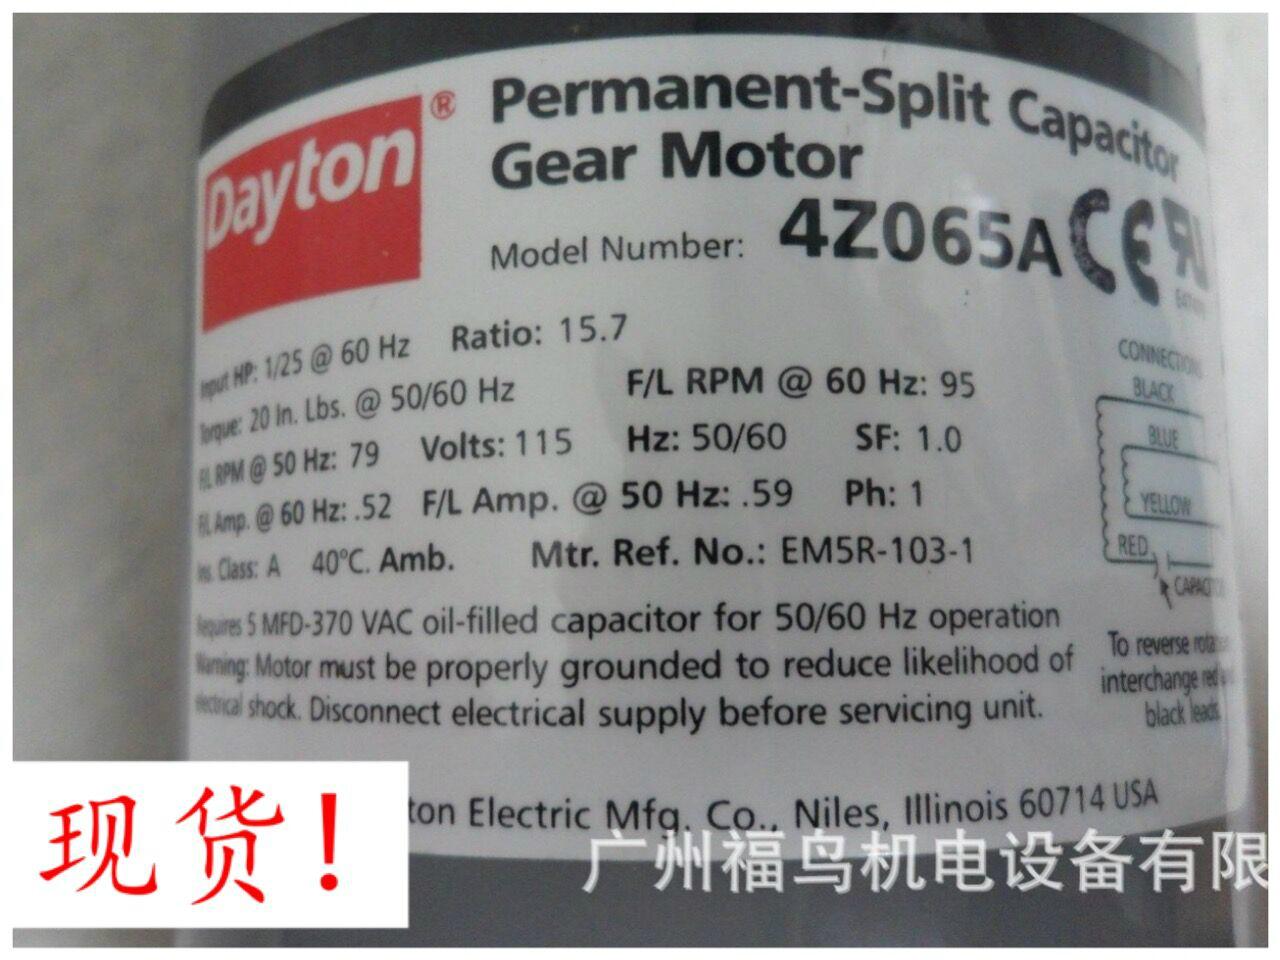 Dayton®
Permanent-Split Capacitor
Gear Motor
Model Number: 4Z065A CE
Input HP: 1/25 @ 60 Hz Ratio: 15.7
Torque: 20 In. Lbs. @ 50/60 Hz F/L RPM @ 60 Hz: 95
F/L RPM @ 50 Hz: 79 Volts: 115 Hz: 50/60 SF: 1.0
F/L Amp. @ 60 Hz: .52 F/L Amp. @ 50 Hz: .59 Ph: 1
Ins. Class: A 40°C. Amb. Mtr. Ref. No.: EM5R-103-1
Requires 5 MFD-370 VAC oil-filled capacitor for 50/60 Hz operation
Warning: Motor must be properly grounded to reduce likelihood of
electrical shock. Disconnect electrical supply before servicing unit.
CONNECTION
BLACK
BLUE
YELLOW
RED
To reverse
interchange red
black leads
ton Electric Mfg. Co., Niles, Illinois 60714 USA
现货！
广州福鸟机电设备有限